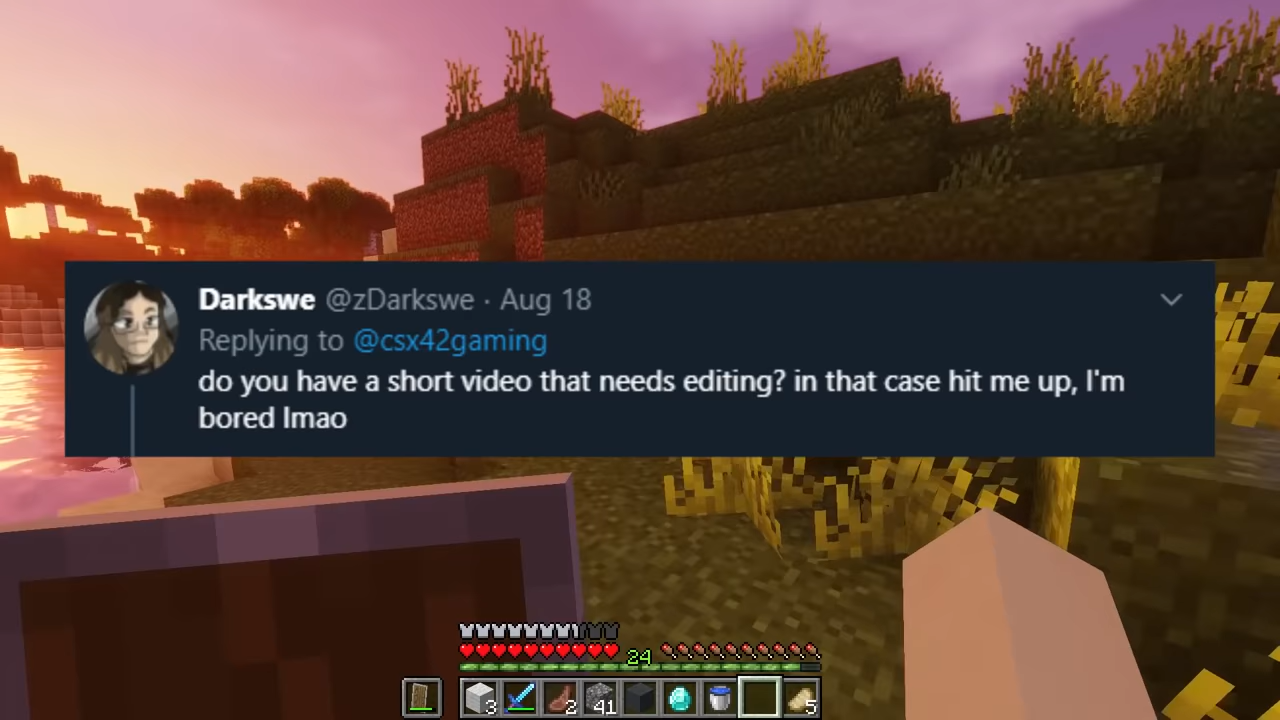 Darkswe @zDarkswe · Aug 18
Replying to @csx42gaming
do you have a short video that needs editing? in that case hit me up, I'm
bored lmao
24
3 2 41 5